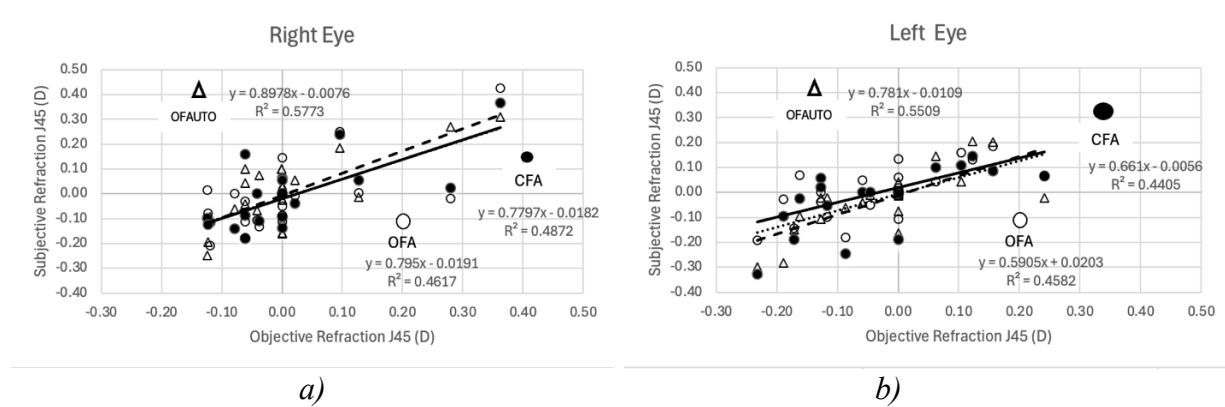 Right Eye
Subjective Refraction J45 (D)
0.50
0.40
0.30
0.20
0.10
0.00
-0.10
-0.20
-0.30
-0.40
OFAUTO
y = 0.8978x - 0.0076
R² = 0.5773
CFA
y = 0.7797x - 0.0182
R² = 0.4872
OFA
y = 0.795x - 0.0191
R² = 0.4617
-0.30 -0.20 -0.10 0.00 0.10 0.20 0.30 0.40 0.50
Objective Refraction J45 (D)
a)
Left Eye
Subjective Refraction J45 (D)
0.50
0.40
0.30
0.20
0.10
0.00
-0.10
-0.20
-0.30
-0.40
OFAUTO
y = 0.781x - 0.0109
R² = 0.5509
CFA
y = 0.661x - 0.0056
R² = 0.4405
OFA
y = 0.5905x + 0.0203
R² = 0.4582
-0.30 -0.20 -0.10 0.00 0.10 0.20 0.30 0.40 0.50
Objective Refraction J45 (D)
b)